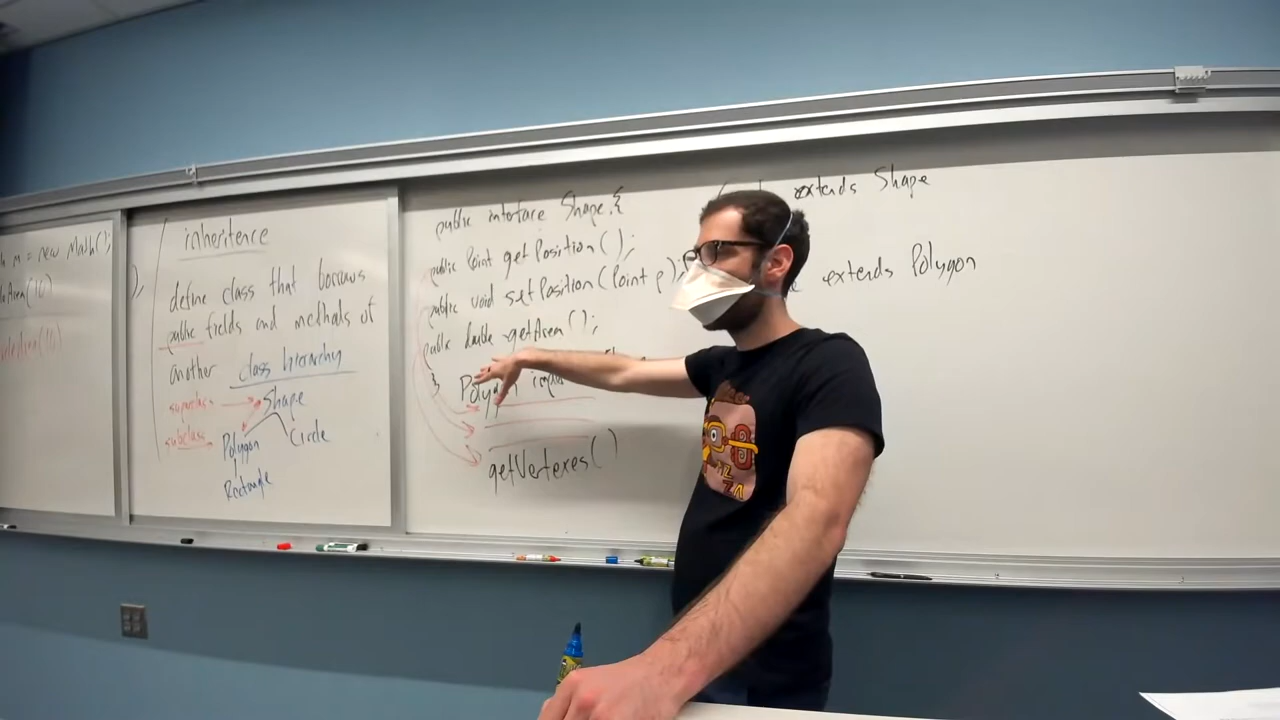 = new Math();
inheritence
define class that borrows
public fields and methods of
another class hierarchy
superclass Shape
subclass Polygon Circle
Rectangle
public interface Shape {
public Point getPosition();
public void setPosition(Point p);
public double getArea();
}
getVertexes()
extends Shape
extends Polygon